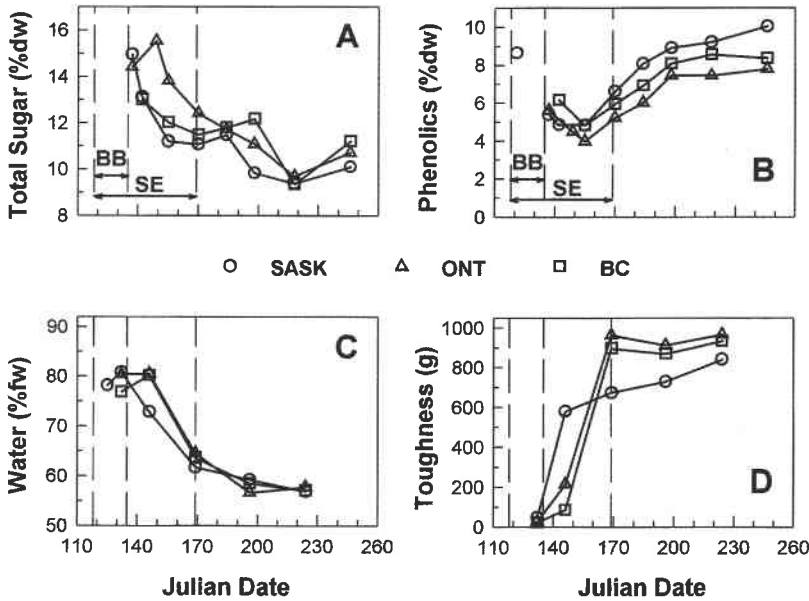 Total Sugar (%dw)
16
14
12
10
8
A
BB
SE
Phenolics (%dw)
10
8
6
4
2
0
B
BB
SE
SASK ONT BC
Water (%fw)
90
80
70
60
50
C
110 140 170 200 230 260
Julian Date
Toughness (g)
1000
800
600
400
200
0
D
110 140 170 200 230 260
Julian Date